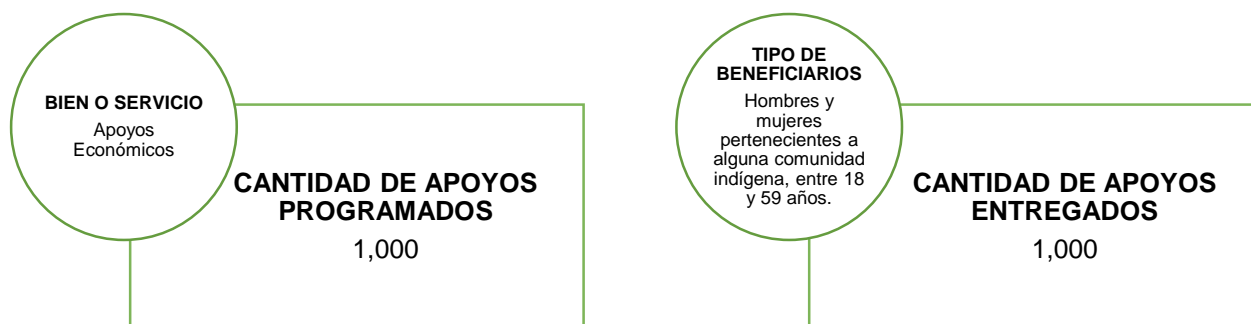 BIEN O SERVICIO
Apoyos
Económicos
CANTIDAD DE APOYOS
PROGRAMADOS
1,000
TIPO DE
BENEFICIARIOS
Hombres y
mujeres
pertenecientes a
alguna comunidad
indígena, entre 18
y 59 años.
CANTIDAD DE APOYOS
ENTREGADOS
1,000